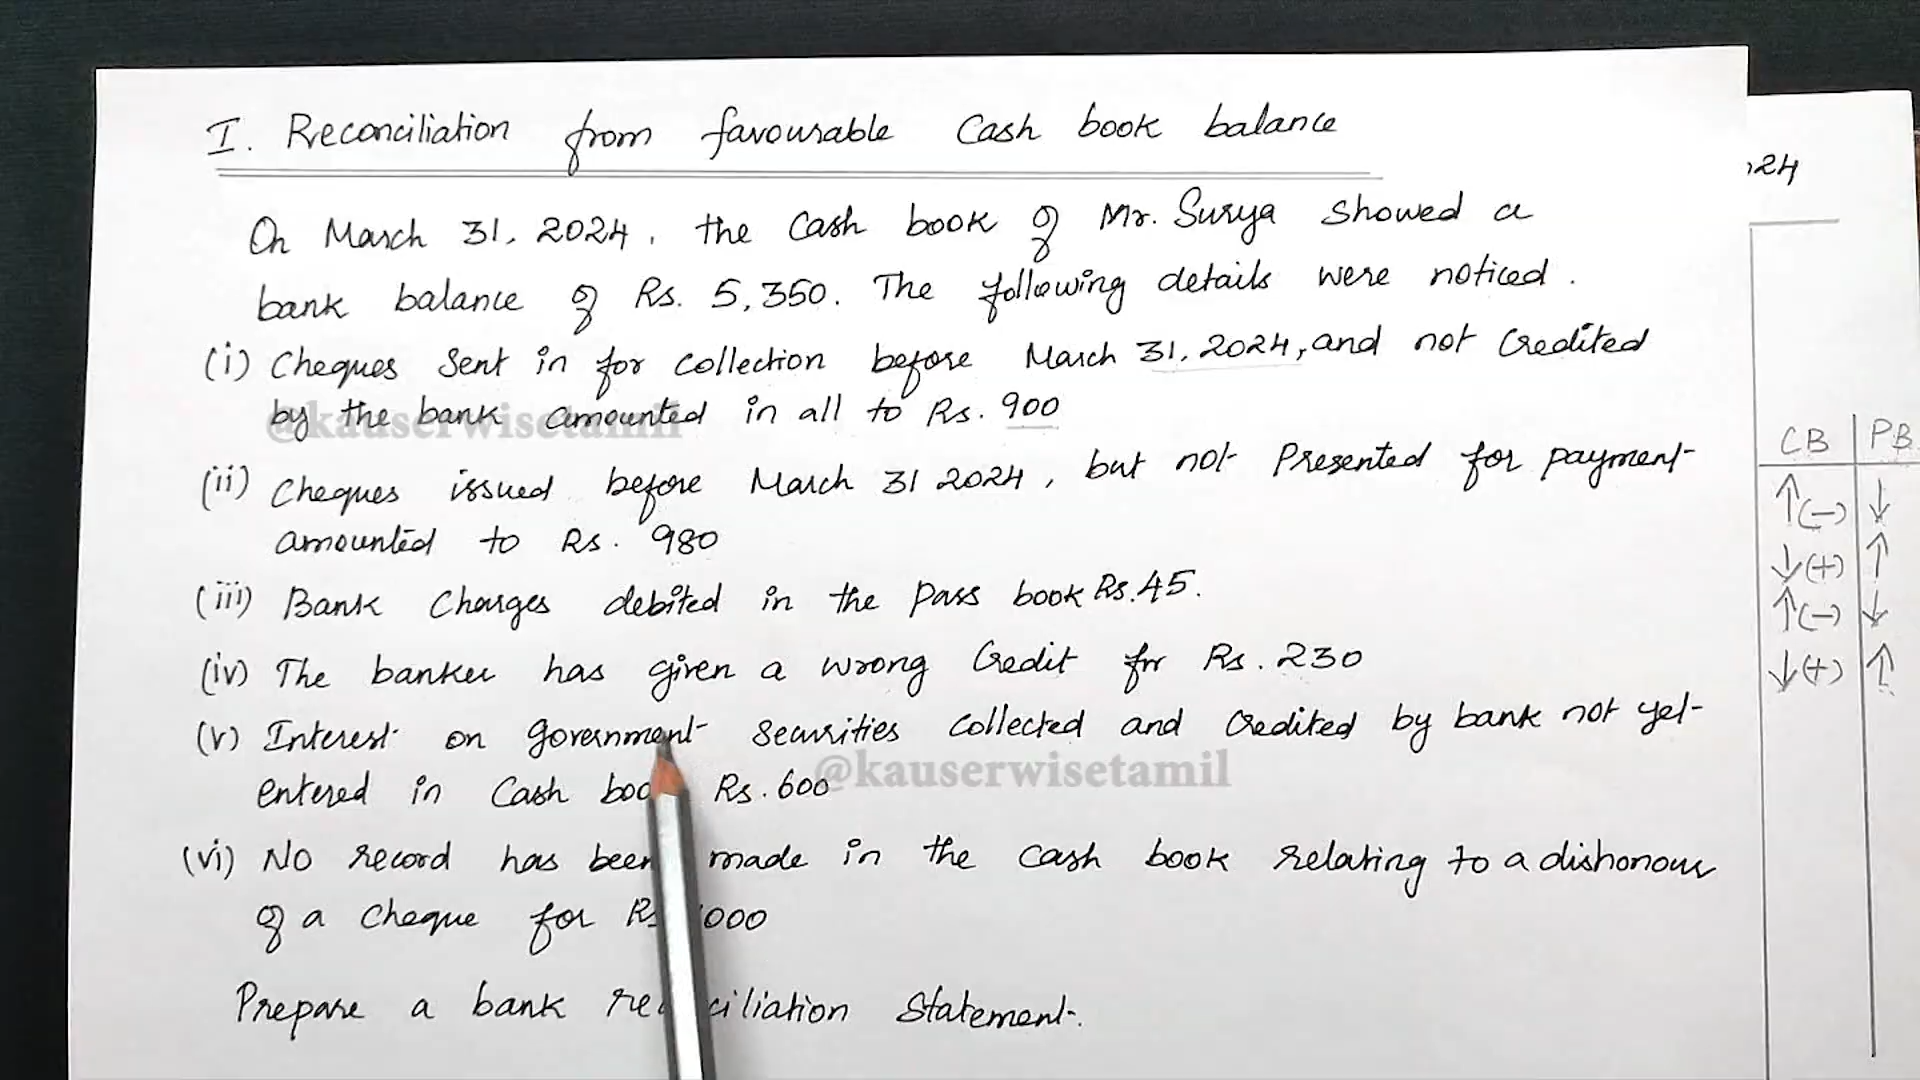 I. Reconciliation from favourable Cash book balance
On March 31, 2024, the Cash book of Mr. Surya showed a
bank balance of Rs. 5,350. The following details were noticed.
(i) Cheques Sent in for collection before March 31, 2024, and not Credited
by the bank amounted in all to Rs. 900
@kauserwisetamil
(ii) Cheques issued before March 31 2024, but not Presented for payment
amounted to Rs. 980
(iii) Bank Charges debited in the Pass book Rs. 45.
(iv) The banker has given a wrong Credit for Rs. 230
(v) Interest on government securities collected and credited by bank not yet
entered in Cash Rs. 600
@kauserwisetamil
(vi) No record has been made in the cash book relating to a dishonour
of a cheque for
Prepare a bank Statement.
24
CB PB
↑(-) ↓
↓(+) ↑
↑(-) ↓
↓(+) ↑